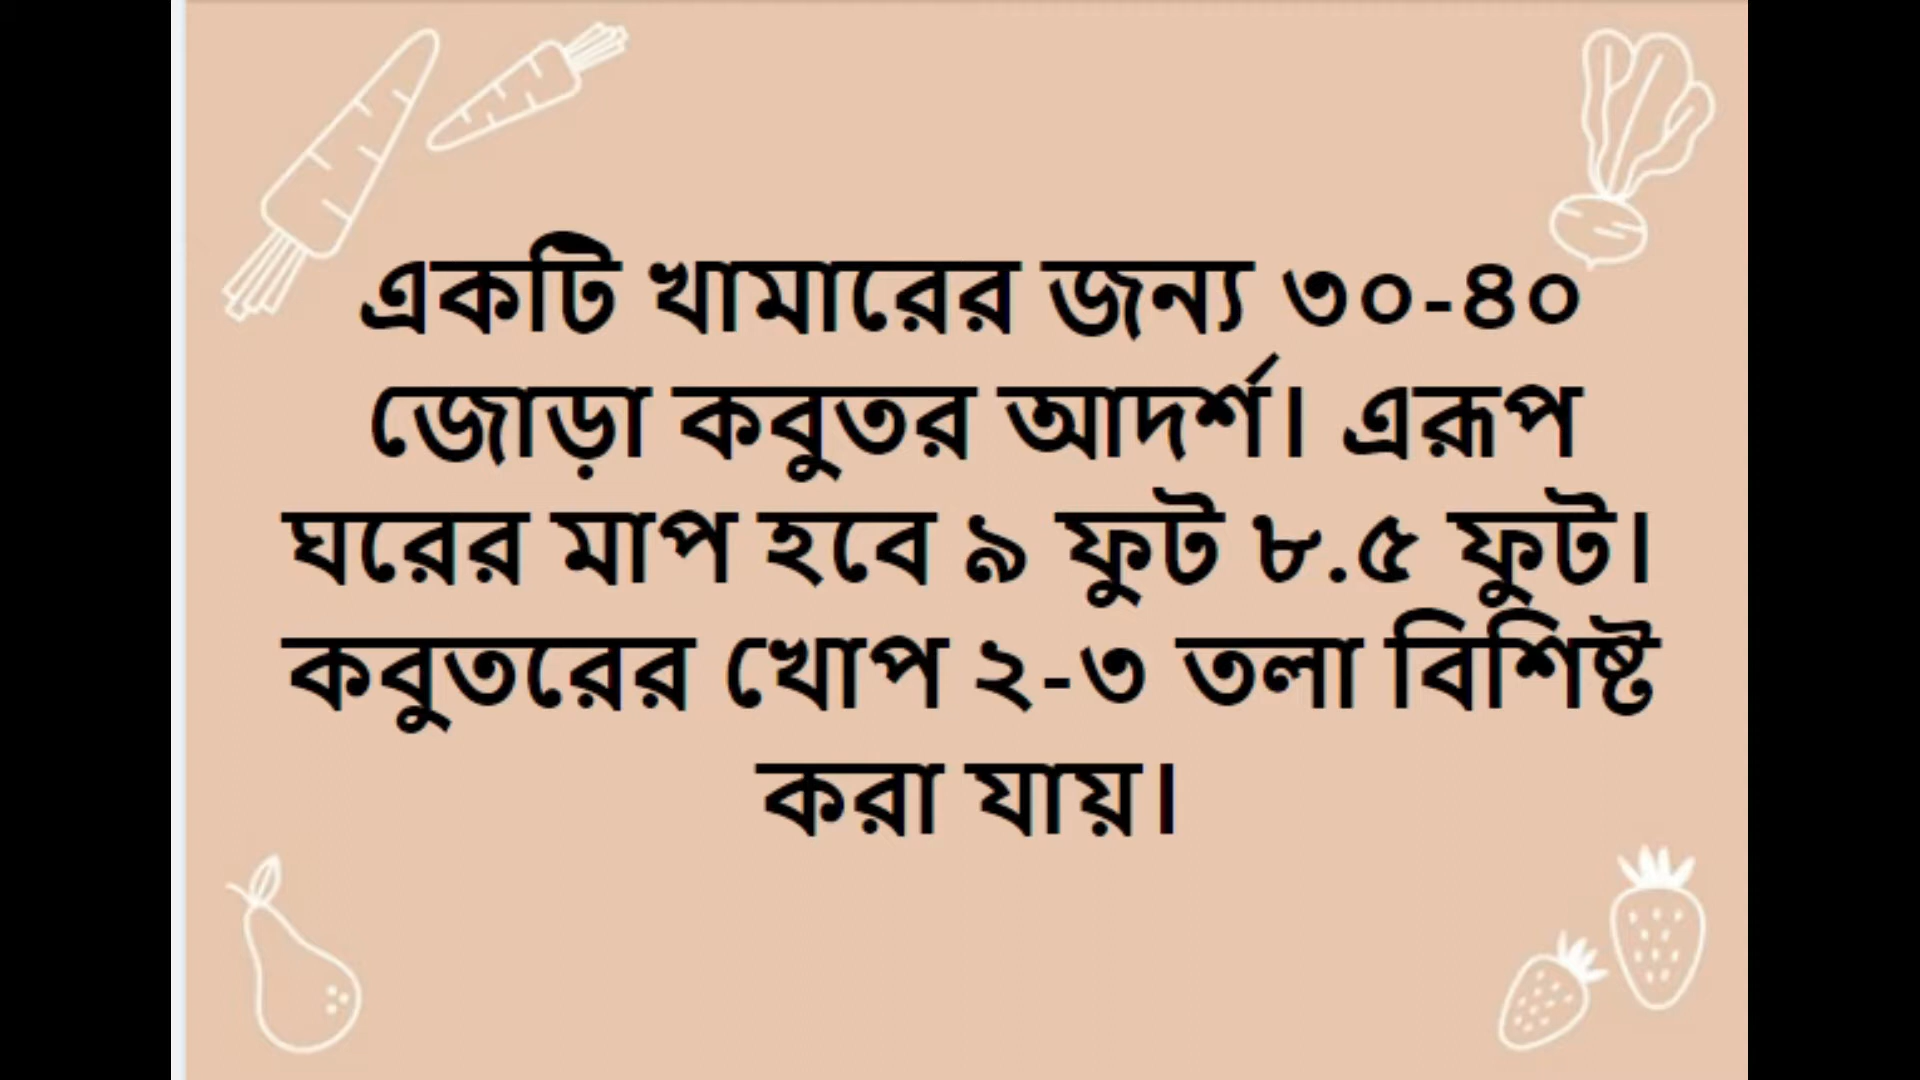 একটি খামারের জন্য ৩০-৪০
জোড়া কবুতর আদর্শ। এরূপ
ঘরের মাপ হবে ৯ ফুট ৮.৫ ফুট।
কবুতরের খোপ ২-৩ তলা বিশিষ্ট
করা যায়।